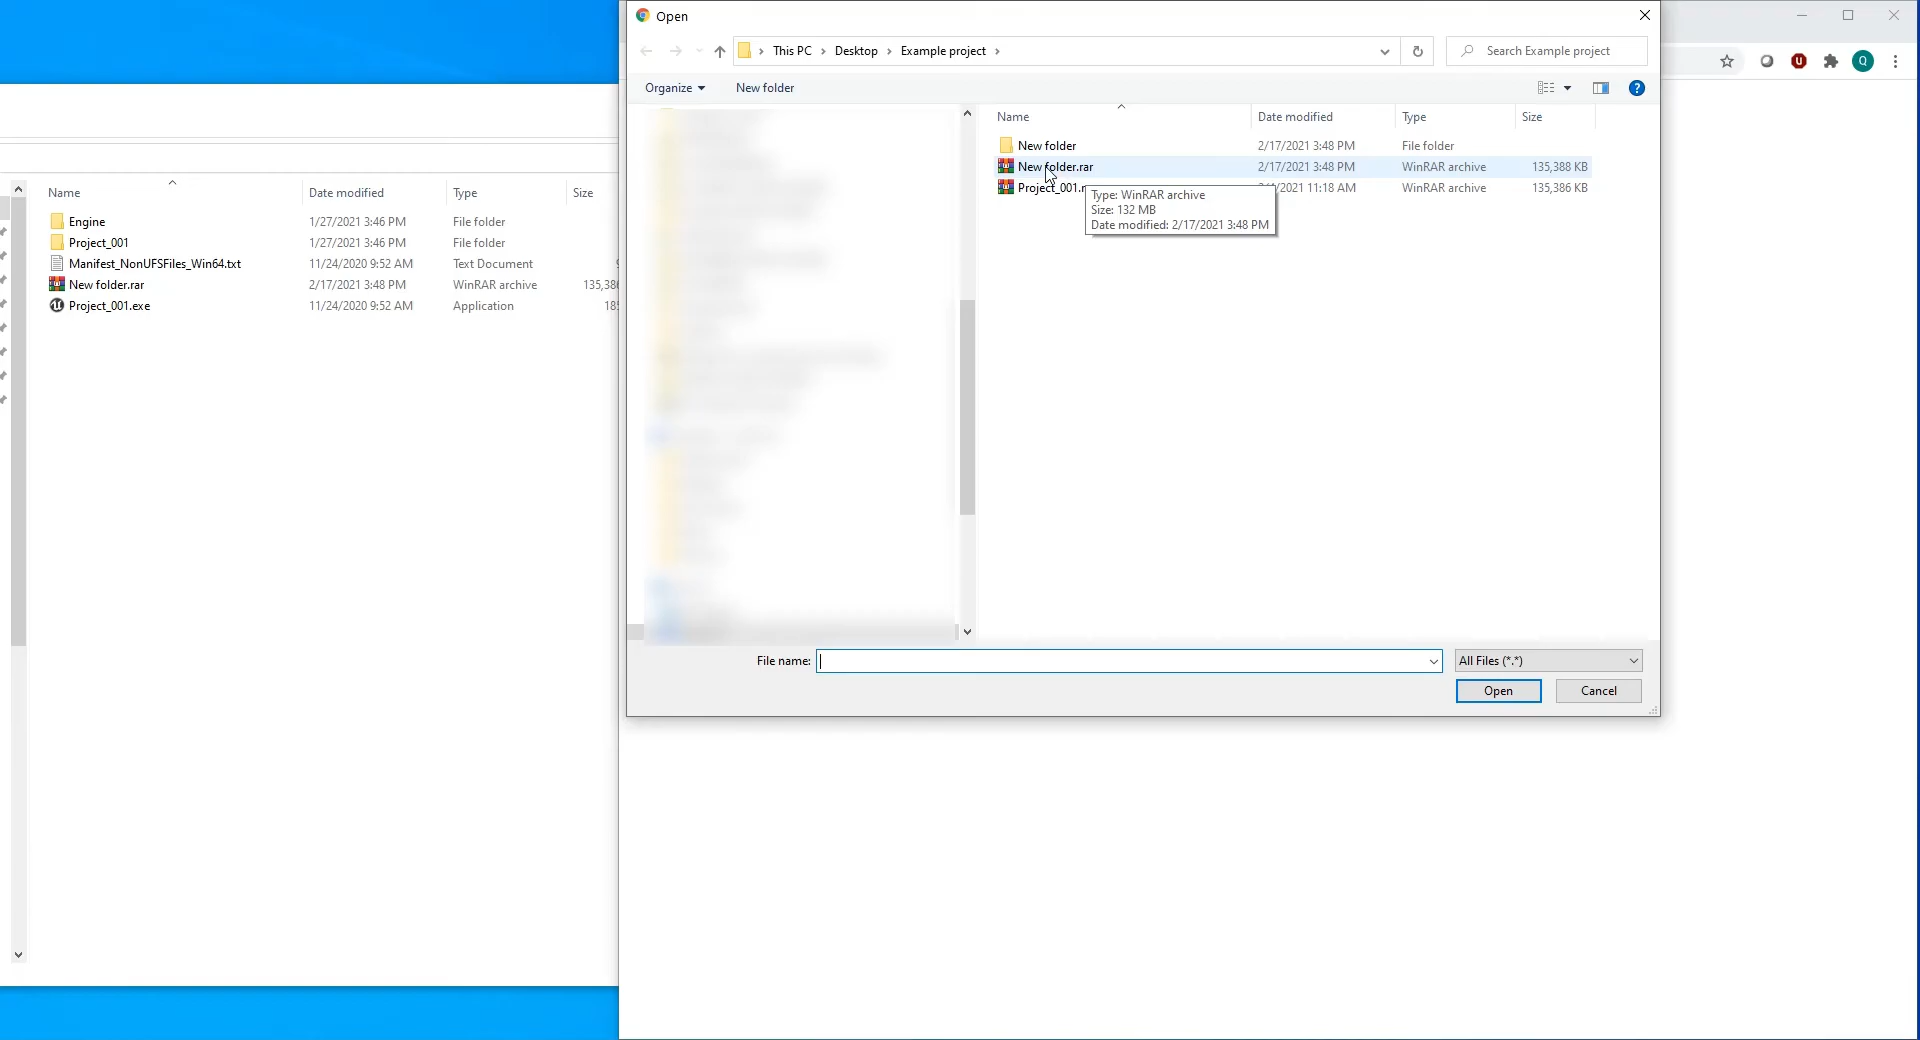 Open
This PC > Desktop > Example project >
Search Example project
Organize
New folder
Name Date modified Type Size
New folder 2/17/2021 3:48 PM File folder
New folder.rar 2/17/2021 3:48 PM WinRAR archive 135,388 KB
Project_001.r /2021 11:18 AM WinRAR archive 135,386 KB
Type: WinRAR archive
Size: 132 MB
Date modified: 2/17/2021 3:48 PM
File name:
All Files (*.*)
Open
Cancel
Q
Name Date modified Type Size
Engine 1/27/2021 3:46 PM File folder
Project_001 1/27/2021 3:46 PM File folder
Manifest_NonUFSFiles_Win64.txt 11/24/2020 9:52 AM Text Document
New folder.rar 2/17/2021 3:48 PM WinRAR archive 135,386
Project_001.exe 11/24/2020 9:52 AM Application 18